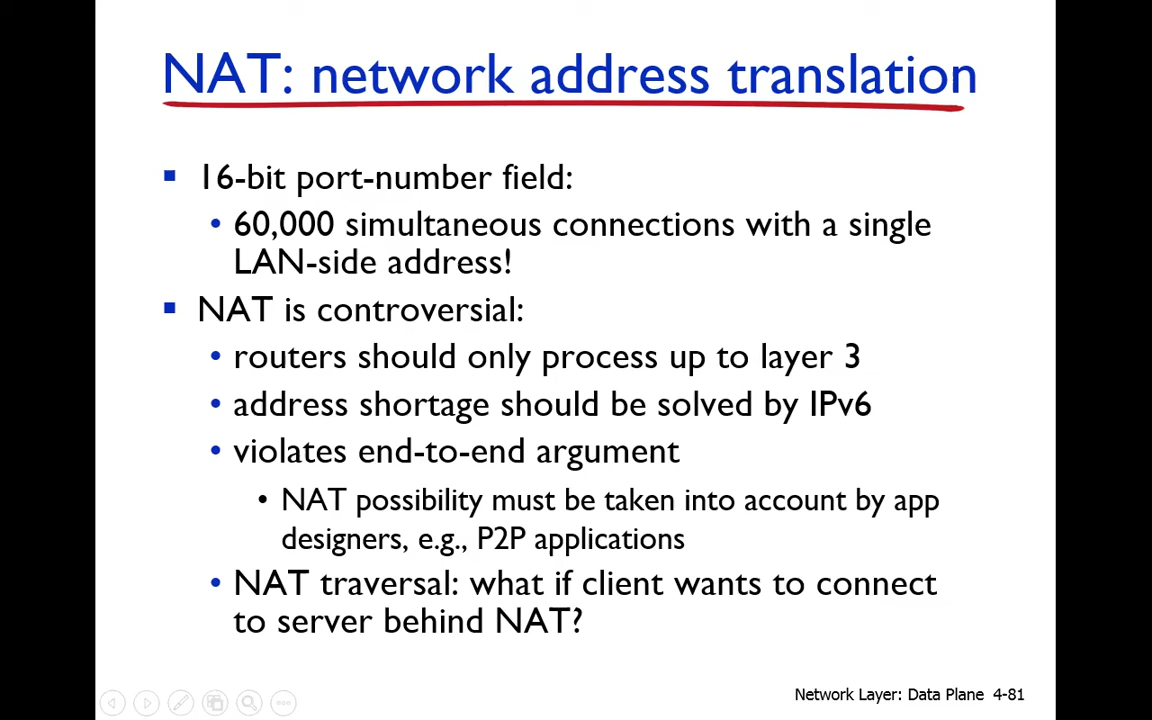 NAT: network address translation
16-bit port-number field:
60,000 simultaneous connections with a single
LAN-side address!
NAT is controversial:
routers should only process up to layer 3
address shortage should be solved by IPv6
violates end-to-end argument
NAT possibility must be taken into account by app
designers, e.g., P2P applications
NAT traversal: what if client wants to connect
to server behind NAT?
Network Layer: Data Plane 4-81